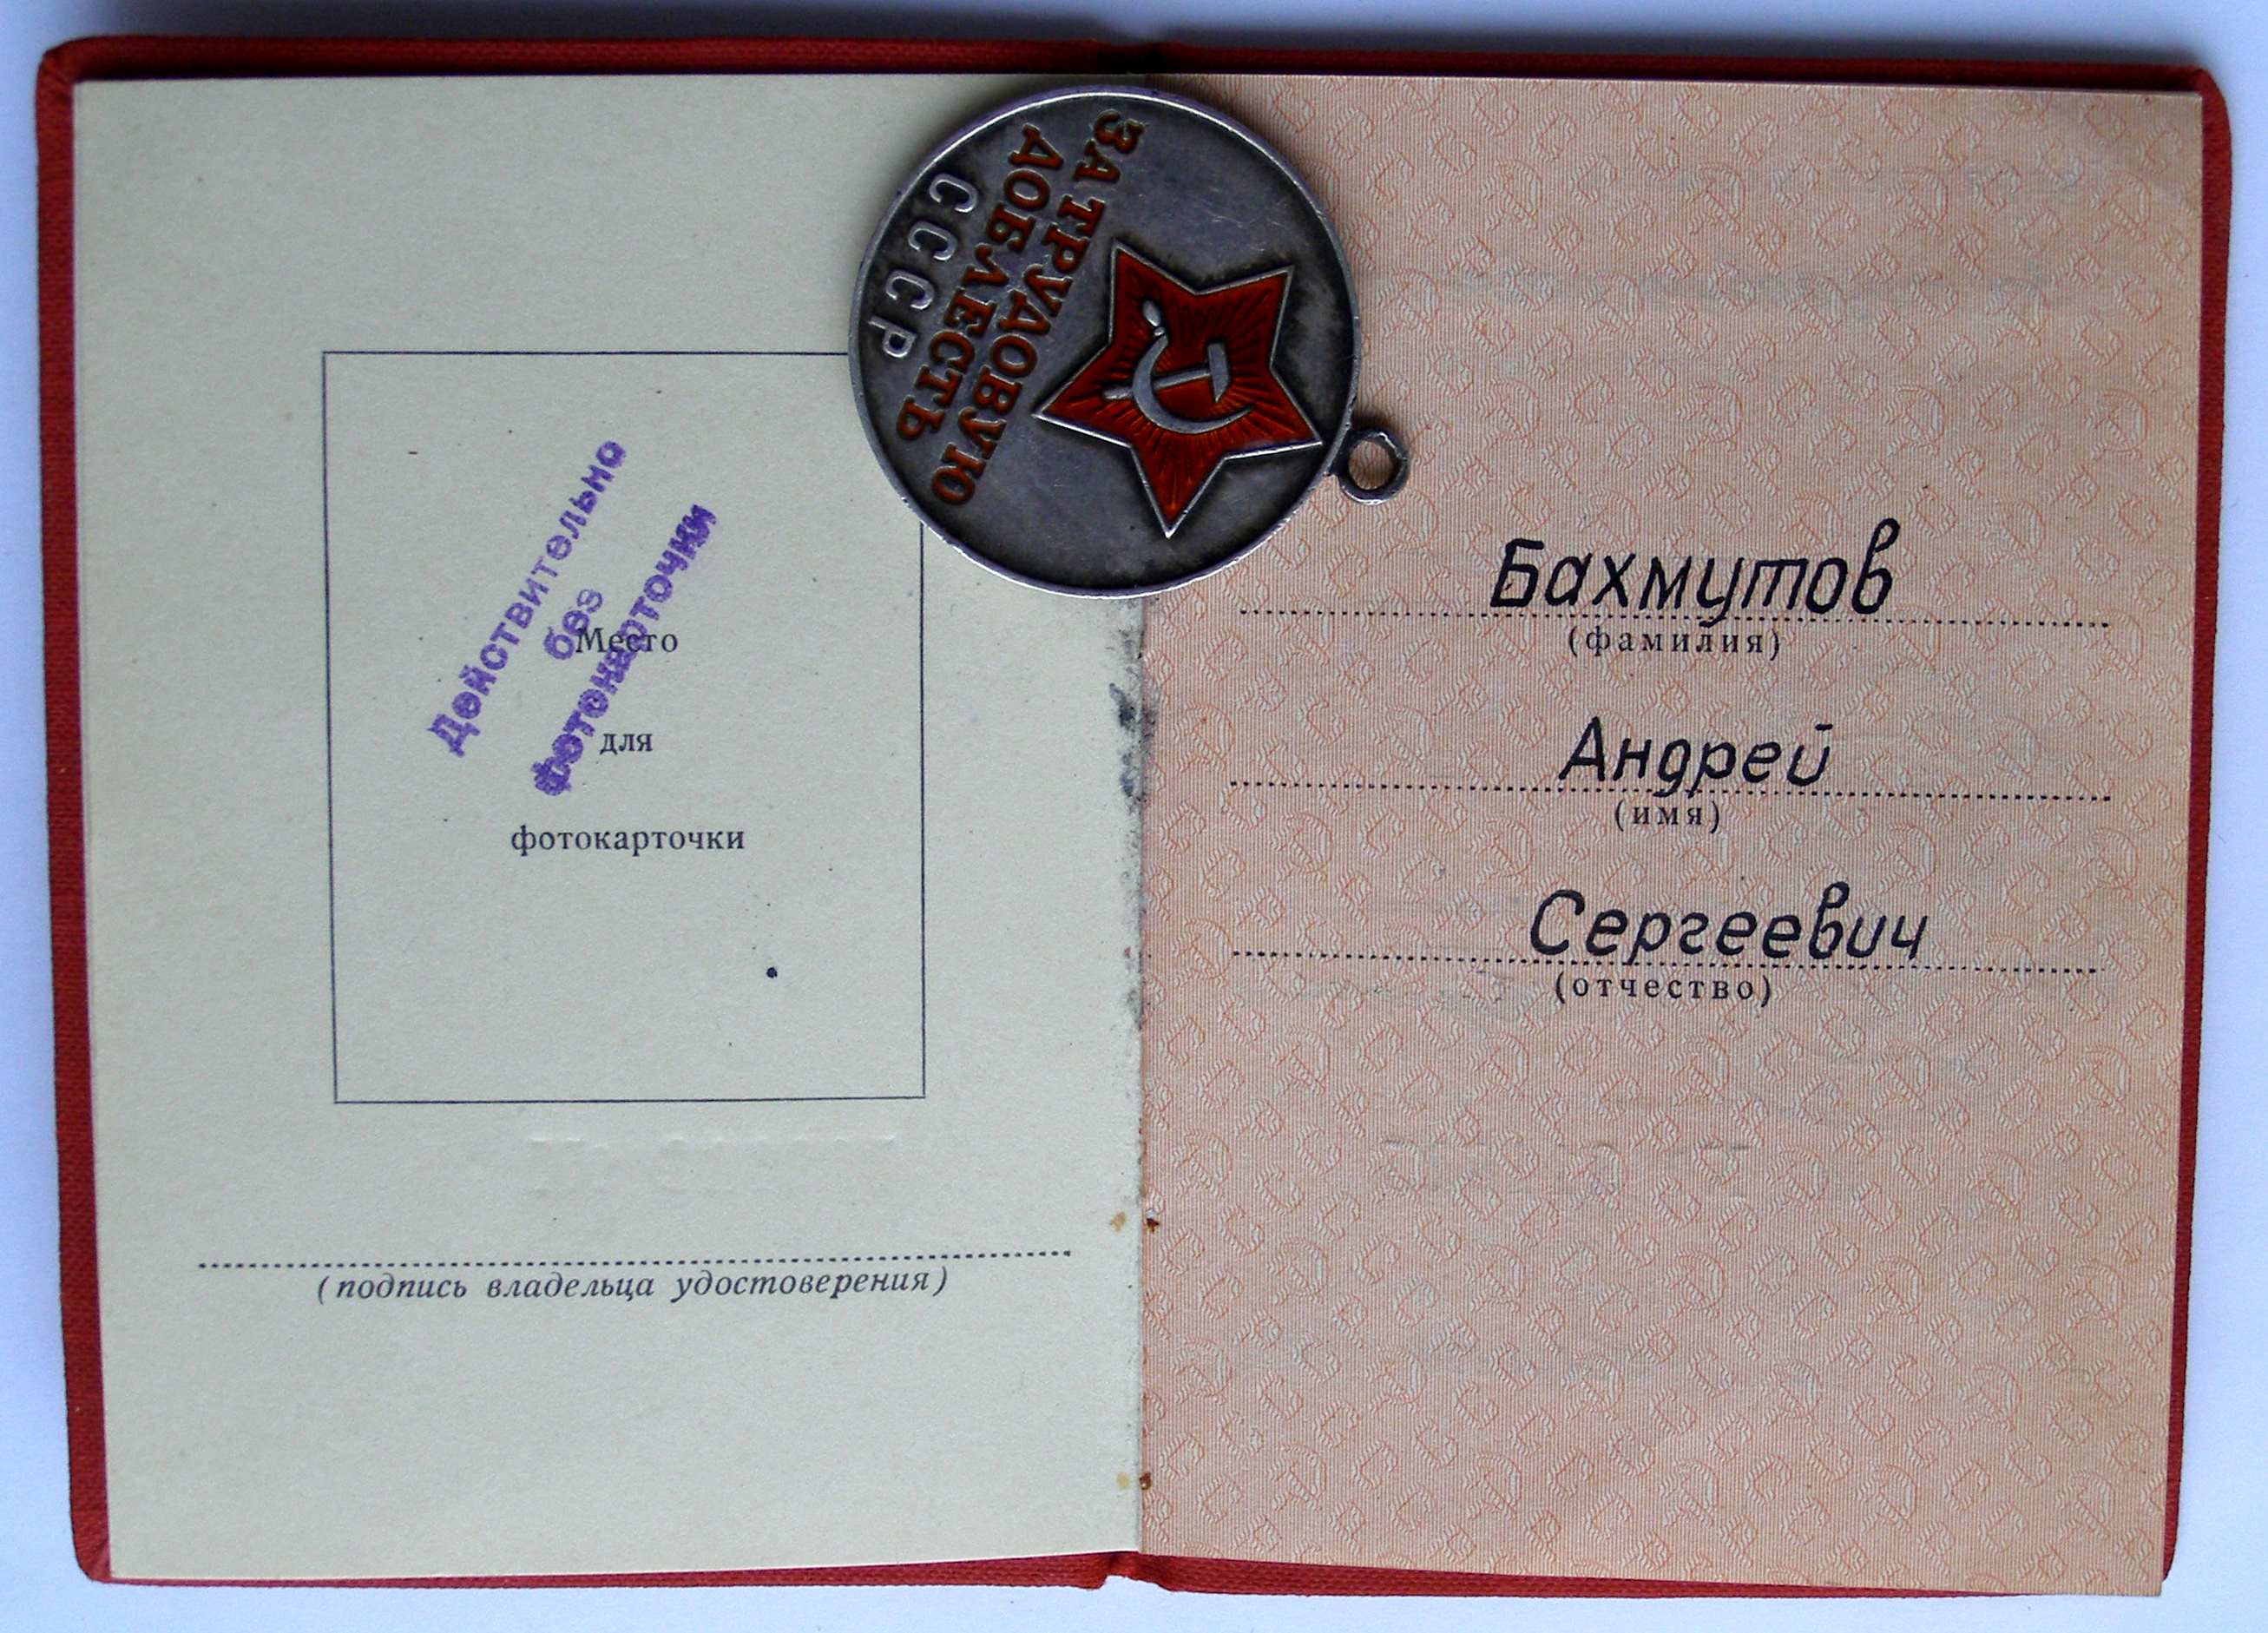 ЗА ТРУДОВУЮ
ДОБЛЕСТЬ
СССР
Действительно
без
фотокарточки
Место
для
фотокарточки
(подпись владельца удостоверения)
Бахмутов
(фамилия)
Андрей
(имя)
Сергеевич
(отчество)